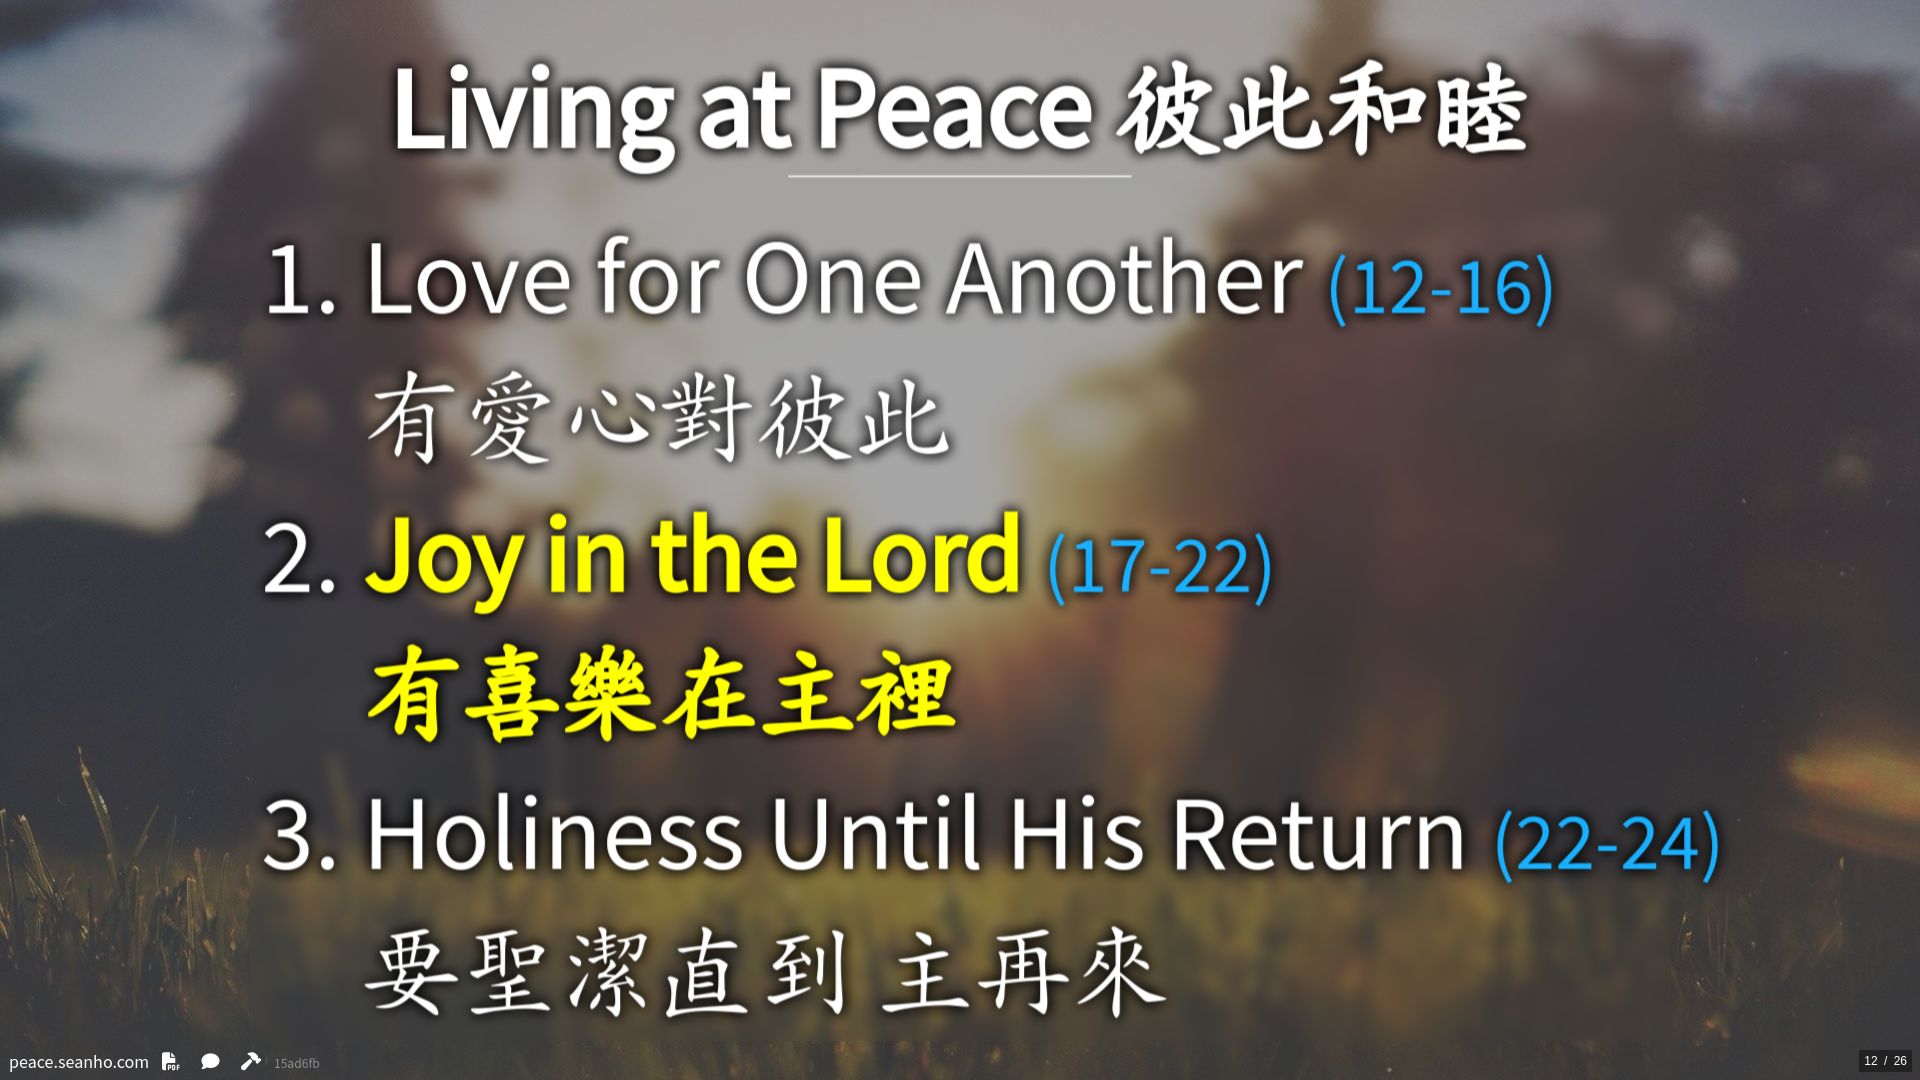 Living at Peace 彼此和睦
1. Love for One Another (12-16)
有愛心對彼此
2. Joy in the Lord (17-22)
有喜樂在主裡
3. Holiness Until His Return (22-24)
要聖潔直到 主再來
peace.seanho.com PDF 15ad6fb
12 / 26